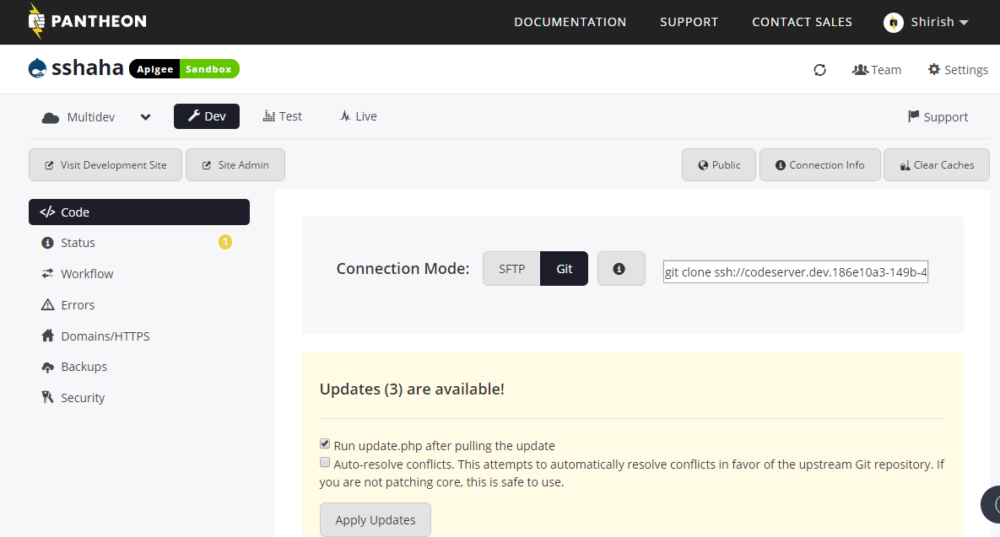 PANTHEON DOCUMENTATION SUPPORT CONTACT SALES Shirish
sshaha Apigee Sandbox Team Settings
Multidev Dev Test Live Support
Visit Development Site Site Admin Public Connection Info Clear Caches
Code
Status 1
Workflow
Errors
Domains/HTTPS
Backups
Security
Connection Mode: SFTP Git git clone ssh://codeserver.dev.186e10a3-149b-4
Updates (3) are available!
Run update.php after pulling the update
Auto-resolve conflicts. This attempts to automatically resolve conflicts in favor of the upstream Git repository. If
you are not patching core, this is safe to use.
Apply Updates